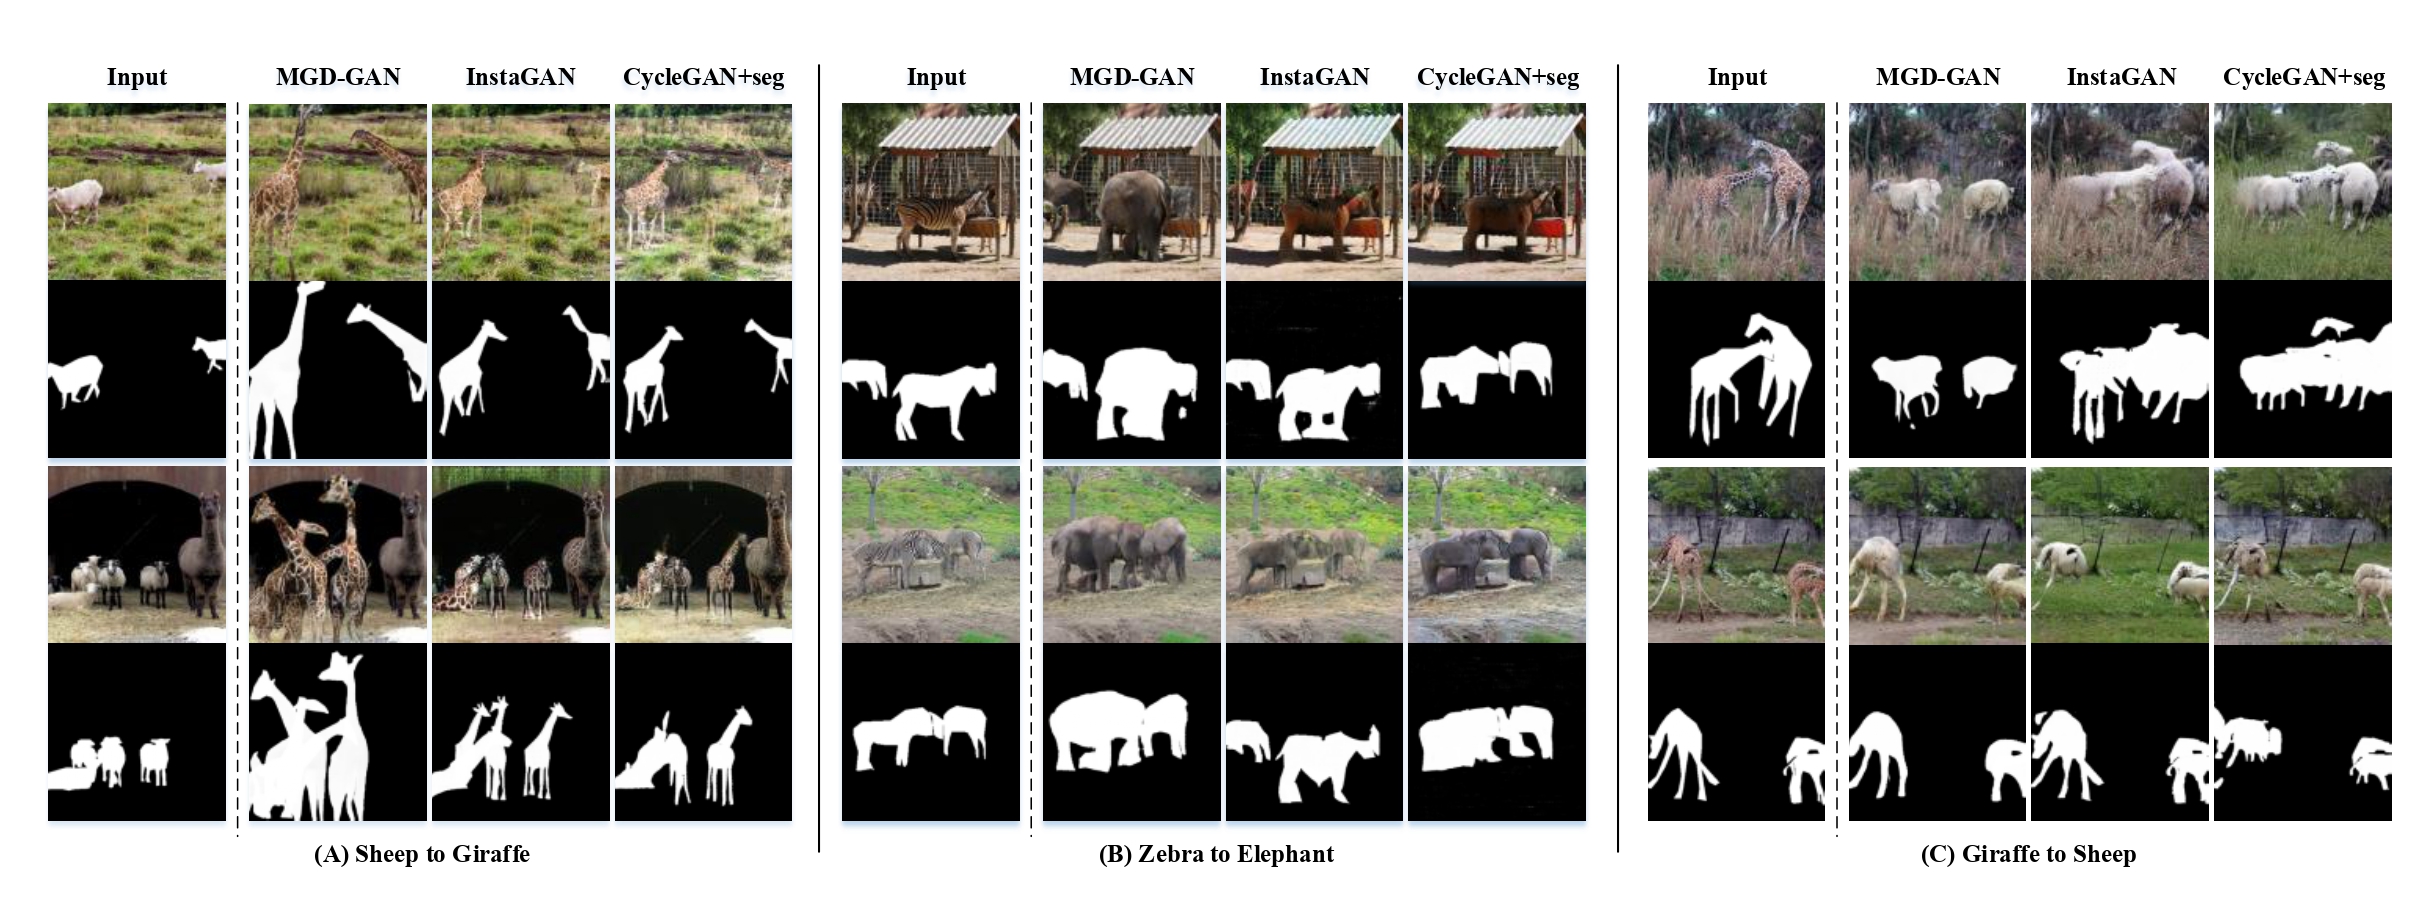 Input MGD-GAN InstaGAN CycleGAN+seg Input MGD-GAN InstaGAN CycleGAN+seg Input MGD-GAN InstaGAN CycleGAN+seg
(A) Sheep to Giraffe (B) Zebra to Elephant (C) Giraffe to Sheep